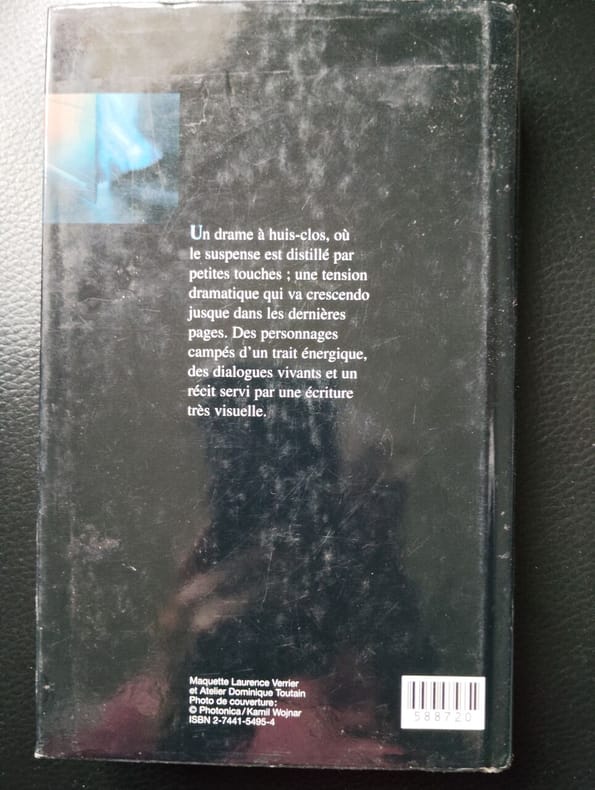 Un drame à huis-clos, où
le suspense est distillé par
petites touches ; une tension
dramatique qui va crescendo
jusque dans les dernières
pages. Des personnages
campés d'un trait énergique,
des dialogues vivants et un
récit servi par une écriture
très visuelle.
Maquette Laurence Verrier
et Atelier Dominique Toutain
Photo de couverture :
© Photonica / Kamil Wojnar
ISBN 2-7441-5495-4
588720